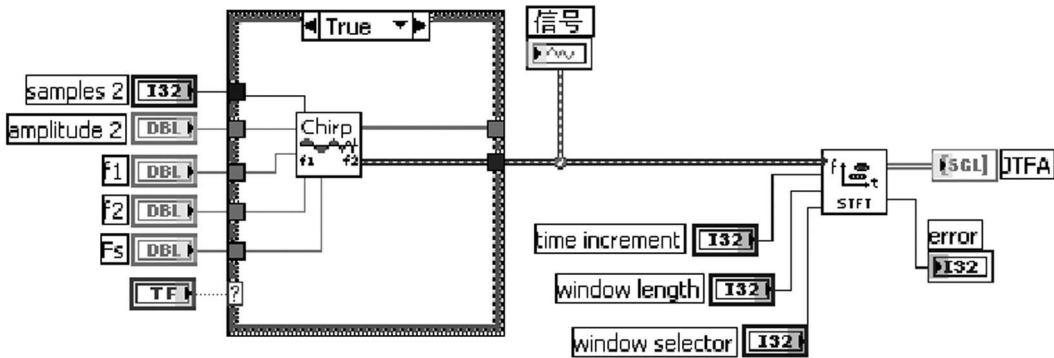 True
信号
samples 2
I32
amplitude 2
DBL
f1
DBL
f2
DBL
Fs
DBL
TF
?
Chirp
f1 f2
f
t
STFT
[SGL]
JTFA
time increment
I32
error
I32
window length
I32
window selector
I32